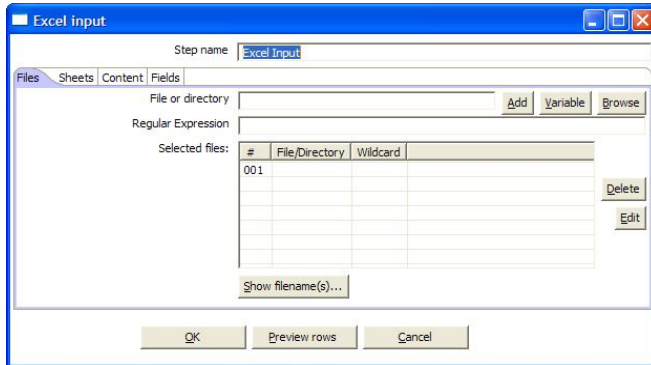 Excel input
Step name Excel Input
Files Sheets Content Fields
File or directory Add Variable Browse
Regular Expression
Selected files: # File/Directory Wildcard
001
Delete
Edit
Show filename(s)...
OK Preview rows Cancel